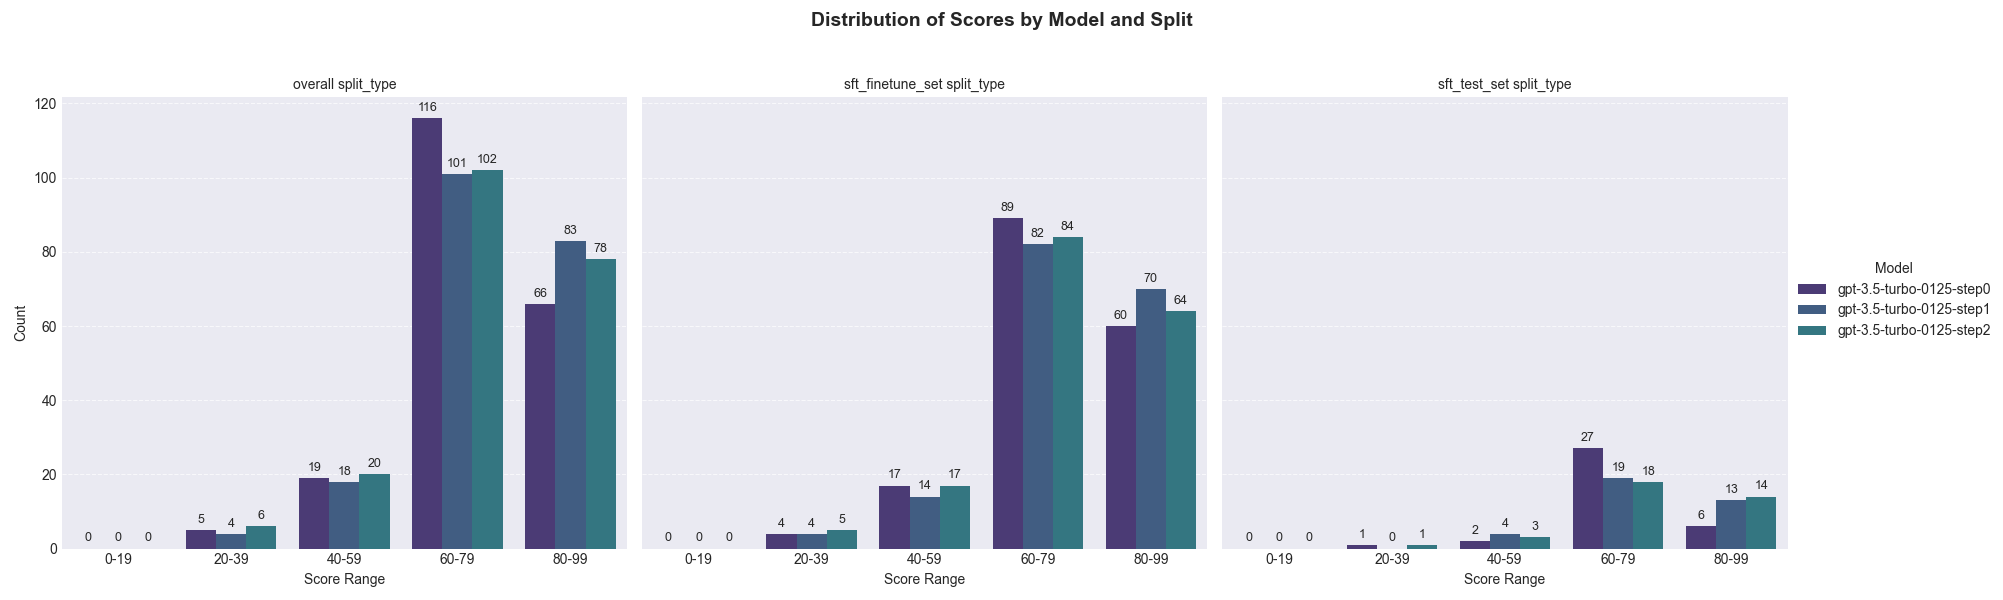 Distribution of Scores by Model and Split
overall split_type
120
100
80
60
40
20
0
Count
0 0 0
5 4 6
19 18 20
116 101 102
66 83 78
0-19 20-39 40-59 60-79 80-99
Score Range
sft_finetune_set split_type
0 0 0
4 4 5
17 14 17
89 82 84
60 70 64
0-19 20-39 40-59 60-79 80-99
Score Range
sft_test_set split_type
0 0 0
1 0 1
2 4 3
27 19 18
6 13 14
0-19 20-39 40-59 60-79 80-99
Score Range
Model
gpt-3.5-turbo-0125-step0
gpt-3.5-turbo-0125-step1
gpt-3.5-turbo-0125-step2